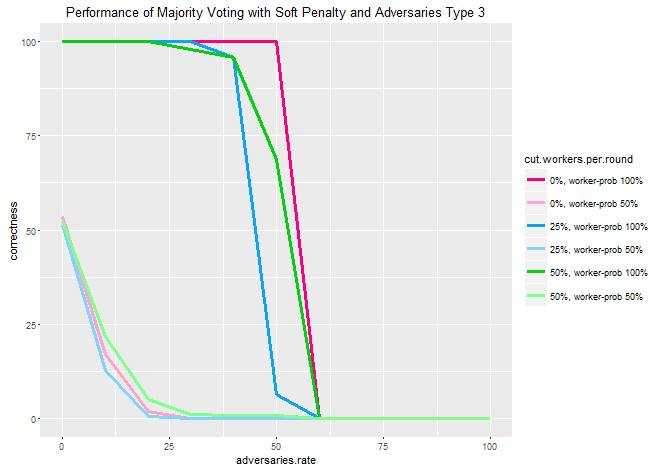 Performance of Majority Voting with Soft Penalty and Adversaries Type 3
100
75
50
25
0
correctness
0
25
50
75
100
adversaries.rate
cut.workers.per.round
0%, worker-prob 100%
0%, worker-prob 50%
25%, worker-prob 100%
25%, worker-prob 50%
50%, worker-prob 100%
50%, worker-prob 50%